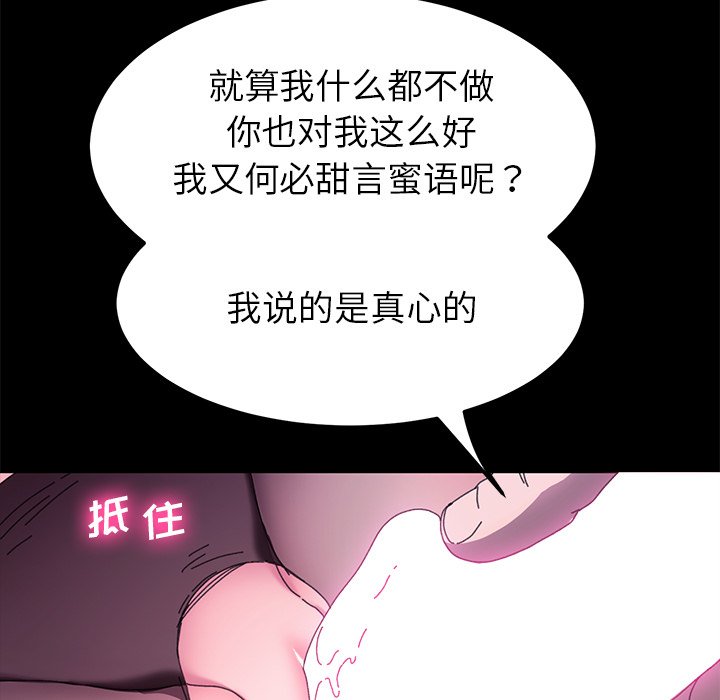 就算我什么都不做
你也对我这么好
我又何必甜言蜜语呢？
我说的是真心的
抵住